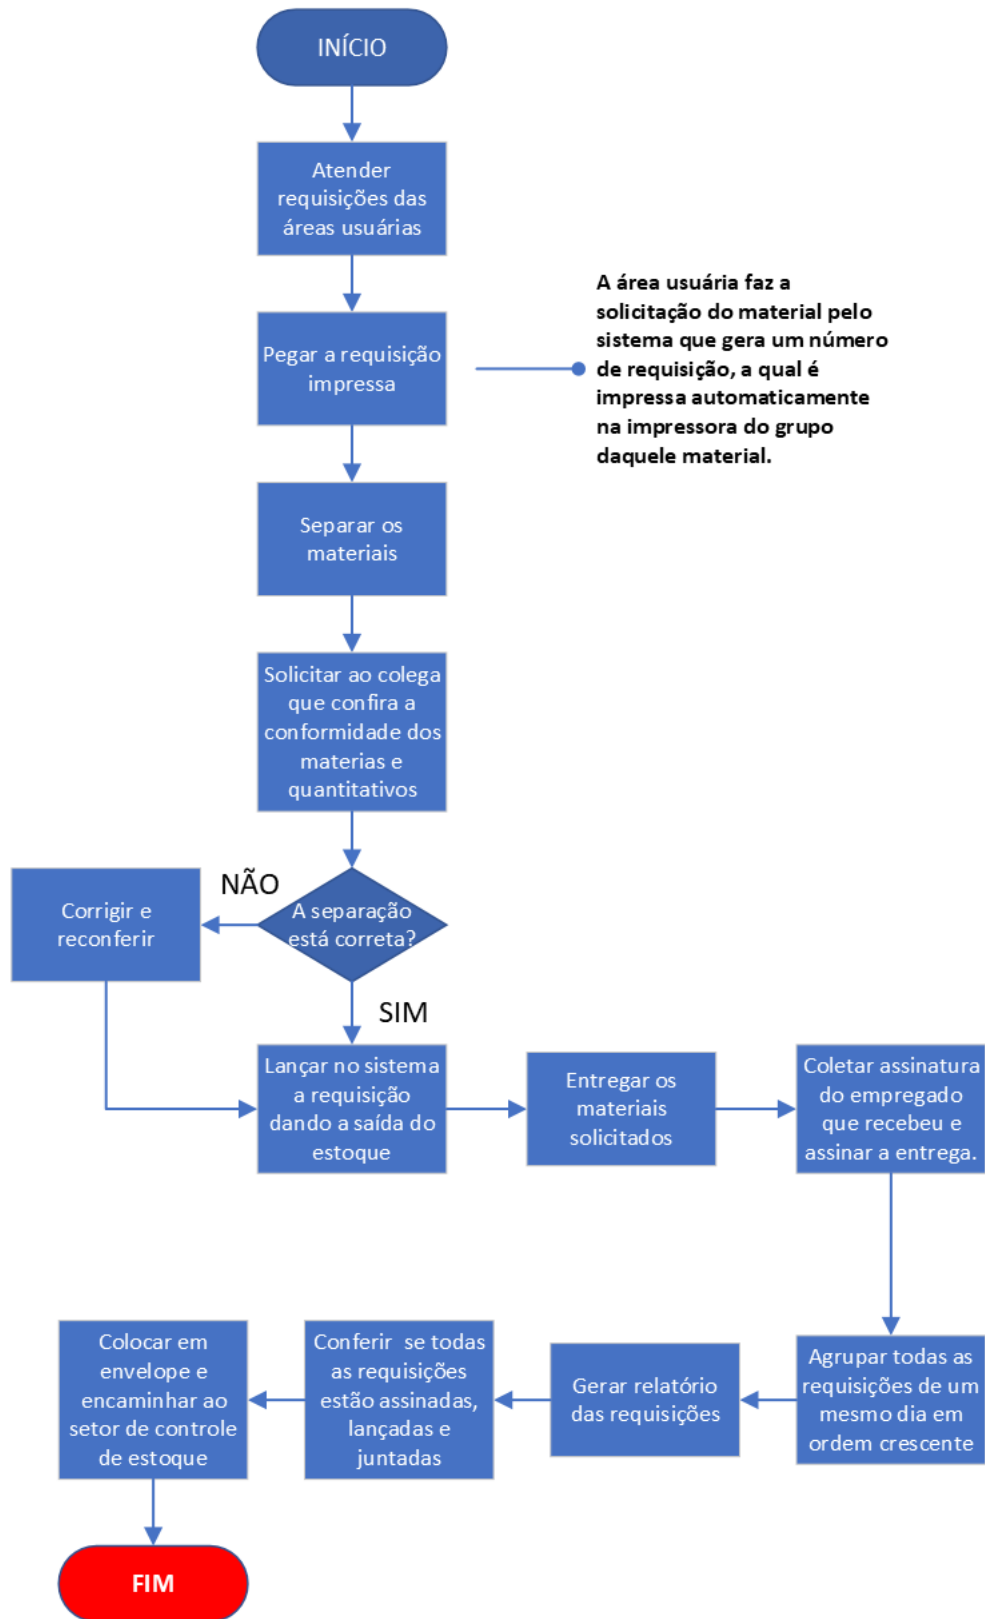 INÍCIO
Atender
requisições das
áreas usuárias
Pegar a requisição
impressa
A área usuária faz a
solicitação do material pelo
sistema que gera um número
de requisição, a qual é
impressa automaticamente
na impressora do grupo
daquele material.
Separar os
materiais
Solicitar ao colega
que confira a
conformidade dos
materias e
quantitativos
A separação
está correta?
NÃO
Corrigir e
reconferir
SIM
Lançar no sistema
a requisição
dando a saída do
estoque
Entregar os
materiais
solicitados
Coletar assinatura
do empregado
que recebeu e
assinar a entrega.
Agrupar todas as
requisições de um
mesmo dia em
ordem crescente
Gerar relatório
das requisições
Conferir se todas
as requisições
estão assinadas,
lançadas e
juntadas
Colocar em
envelope e
encaminhar ao
setor de controle
de estoque
FIM